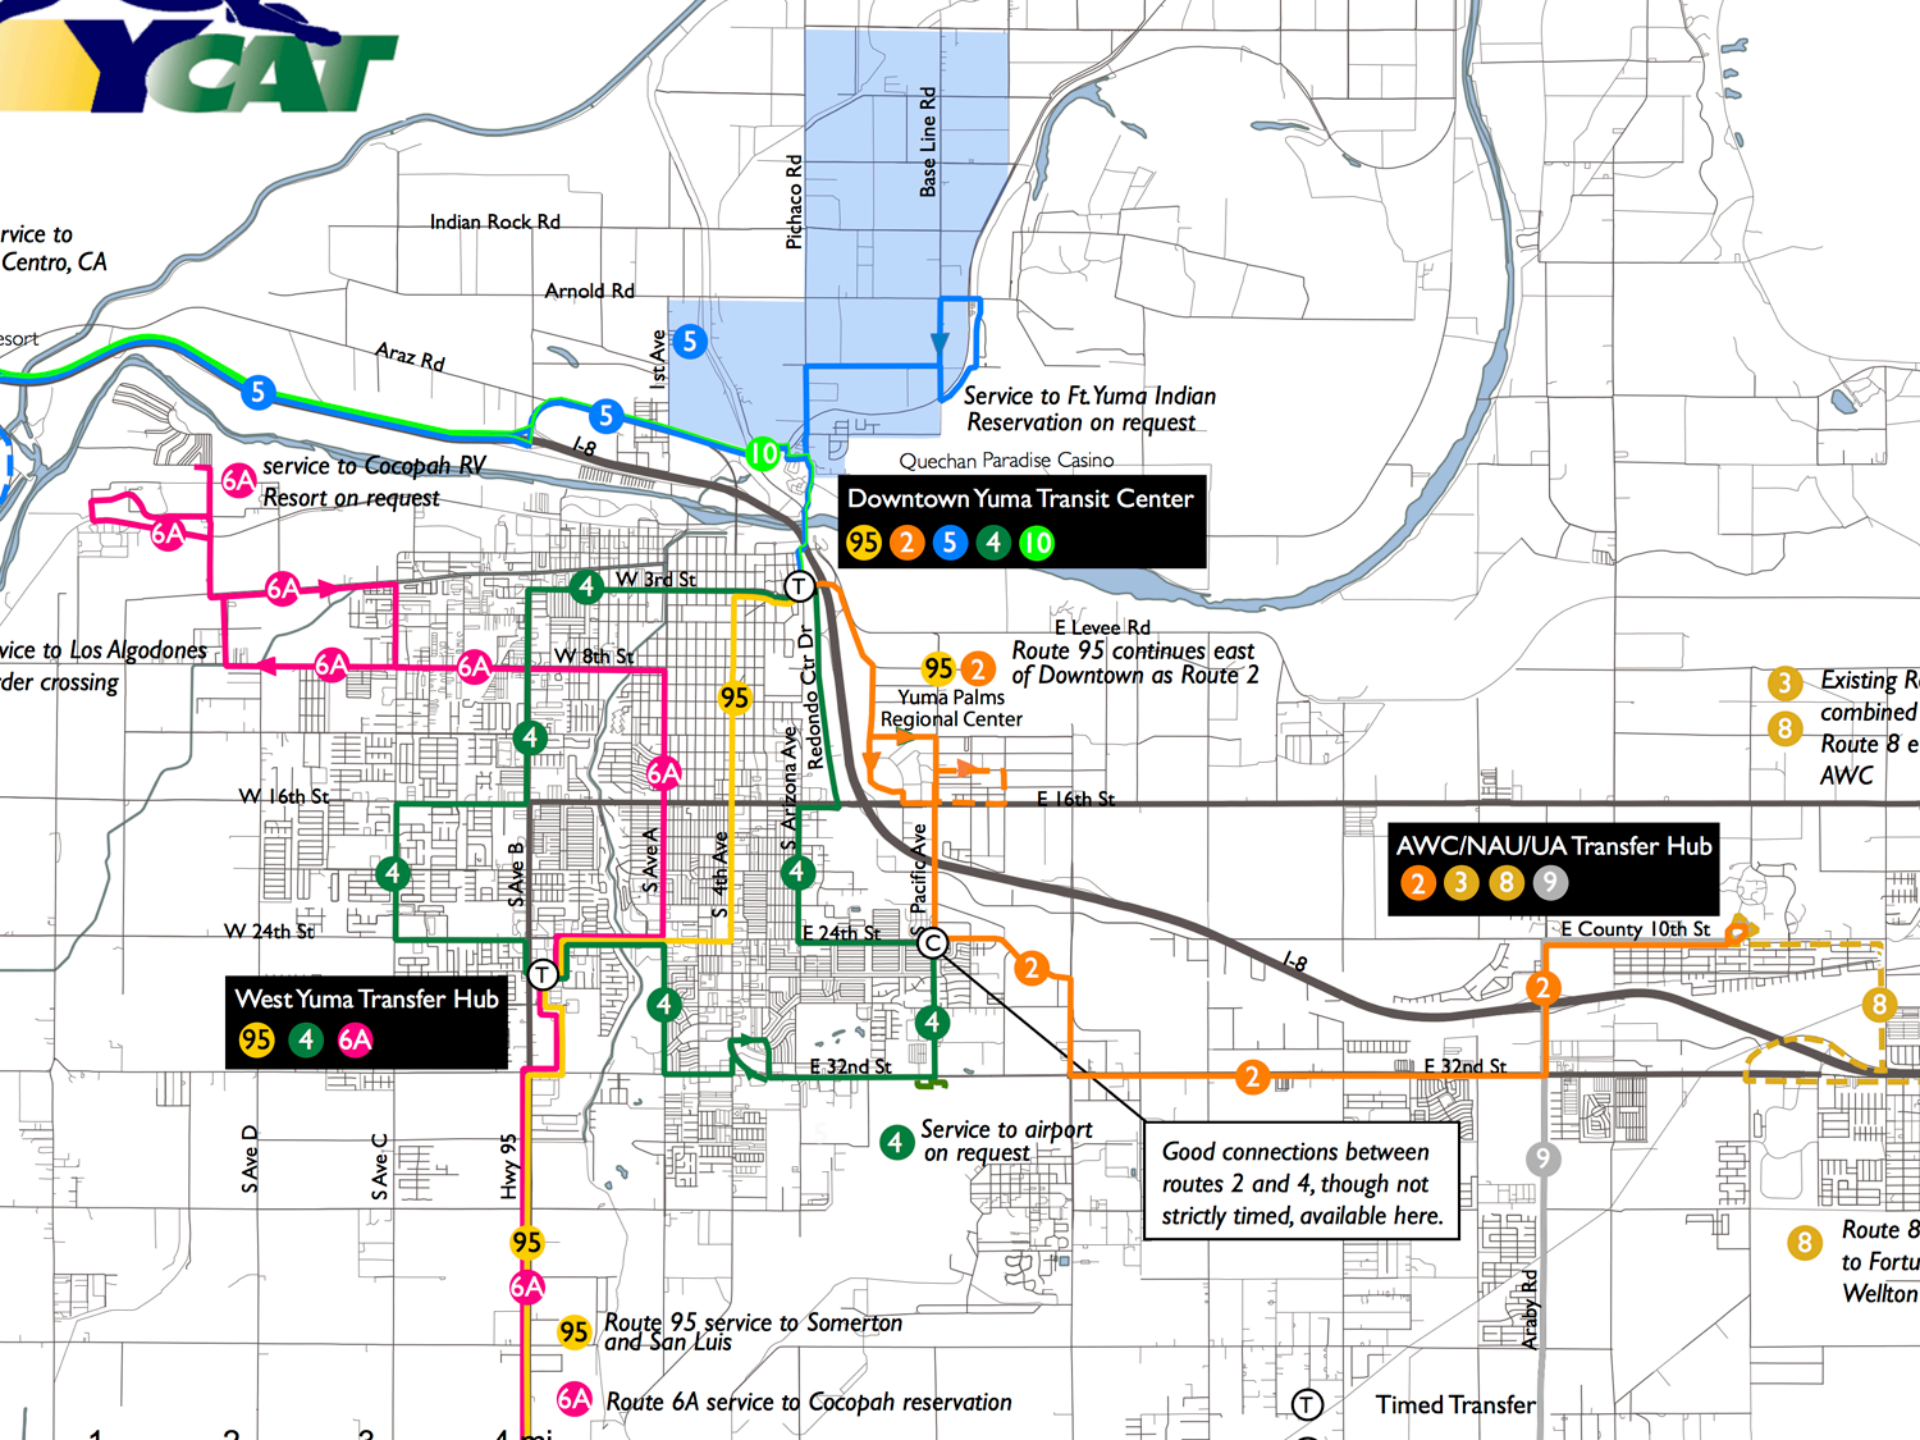 YCAT
rvice to
Centro, CA
esort
Indian Rock Rd
Arnold Rd
Araz Rd
1st Ave
Pichaco Rd
Base Line Rd
5
5
5
10
I-8
Service to Ft. Yuma Indian
Reservation on request
Quechan Paradise Casino
Downtown Yuma Transit Center
95 2 5 4 10
6A
service to Cocopah RV
Resort on request
6A
6A
6A
6A
6A
vice to Los Algodones
rder crossing
4
W 3rd St
T
W 8th St
95
4
Redondo Ctr Dr
S Arizona Ave
E Levee Rd
95 2
Route 95 continues east
of Downtown as Route 2
Yuma Palms
Regional Center
3
Existing R
combined
8
Route 8 e
AWC
W 16th St
E 16th St
4
S Ave B
S Ave A
S 4th Ave
4
S Pacific Ave
AWC/NAU/UA Transfer Hub
2 3 8 9
W 24th St
E 24th St
C
E County 10th St
I-8
T
West Yuma Transfer Hub
95 4 6A
4
4
2
2
8
E 32nd St
2
E 32nd St
4
Service to airport
on request
Good connections between
routes 2 and 4, though not
strictly timed, available here.
9
S Ave D
S Ave C
Hwy 95
95
6A
8
Route 8
to Fortu
Wellton
Araby Rd
95
Route 95 service to Somerton
and San Luis
6A
Route 6A service to Cocopah reservation
T
Timed Transfer
1 2 3 4 mi